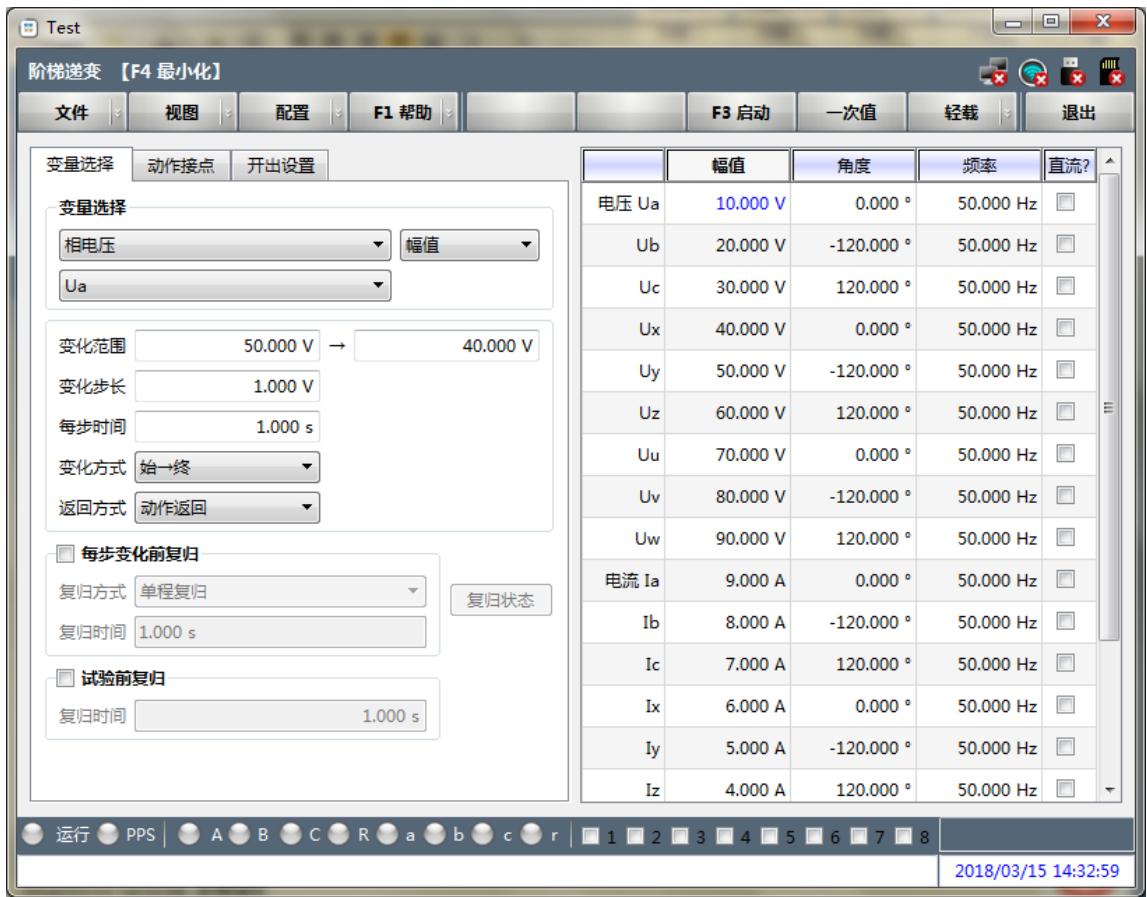 Test
阶梯递变 【F4 最小化】
文件 视图 配置 F1 帮助 F3 启动 一次值 轻载 退出
变量选择 动作接点 开出设置
变量选择
相电压 幅值
Ua
变化范围 50.000 V → 40.000 V
变化步长 1.000 V
每步时间 1.000 s
变化方式 始→终
返回方式 动作返回
每步变化前复归
复归方式 单程复归
复归状态
复归时间 1.000 s
试验前复归
复归时间 1.000 s
幅值 角度 频率 直流?
电压 Ua 10.000 V 0.000 ° 50.000 Hz
Ub 20.000 V -120.000 ° 50.000 Hz
Uc 30.000 V 120.000 ° 50.000 Hz
Ux 40.000 V 0.000 ° 50.000 Hz
Uy 50.000 V -120.000 ° 50.000 Hz
Uz 60.000 V 120.000 ° 50.000 Hz
Uu 70.000 V 0.000 ° 50.000 Hz
Uv 80.000 V -120.000 ° 50.000 Hz
Uw 90.000 V 120.000 ° 50.000 Hz
电流 Ia 9.000 A 0.000 ° 50.000 Hz
Ib 8.000 A -120.000 ° 50.000 Hz
Ic 7.000 A 120.000 ° 50.000 Hz
Ix 6.000 A 0.000 ° 50.000 Hz
Iy 5.000 A -120.000 ° 50.000 Hz
Iz 4.000 A 120.000 ° 50.000 Hz
运行 PPS A B C R a b c r 1 2 3 4 5 6 7 8
2018/03/15 14:32:59